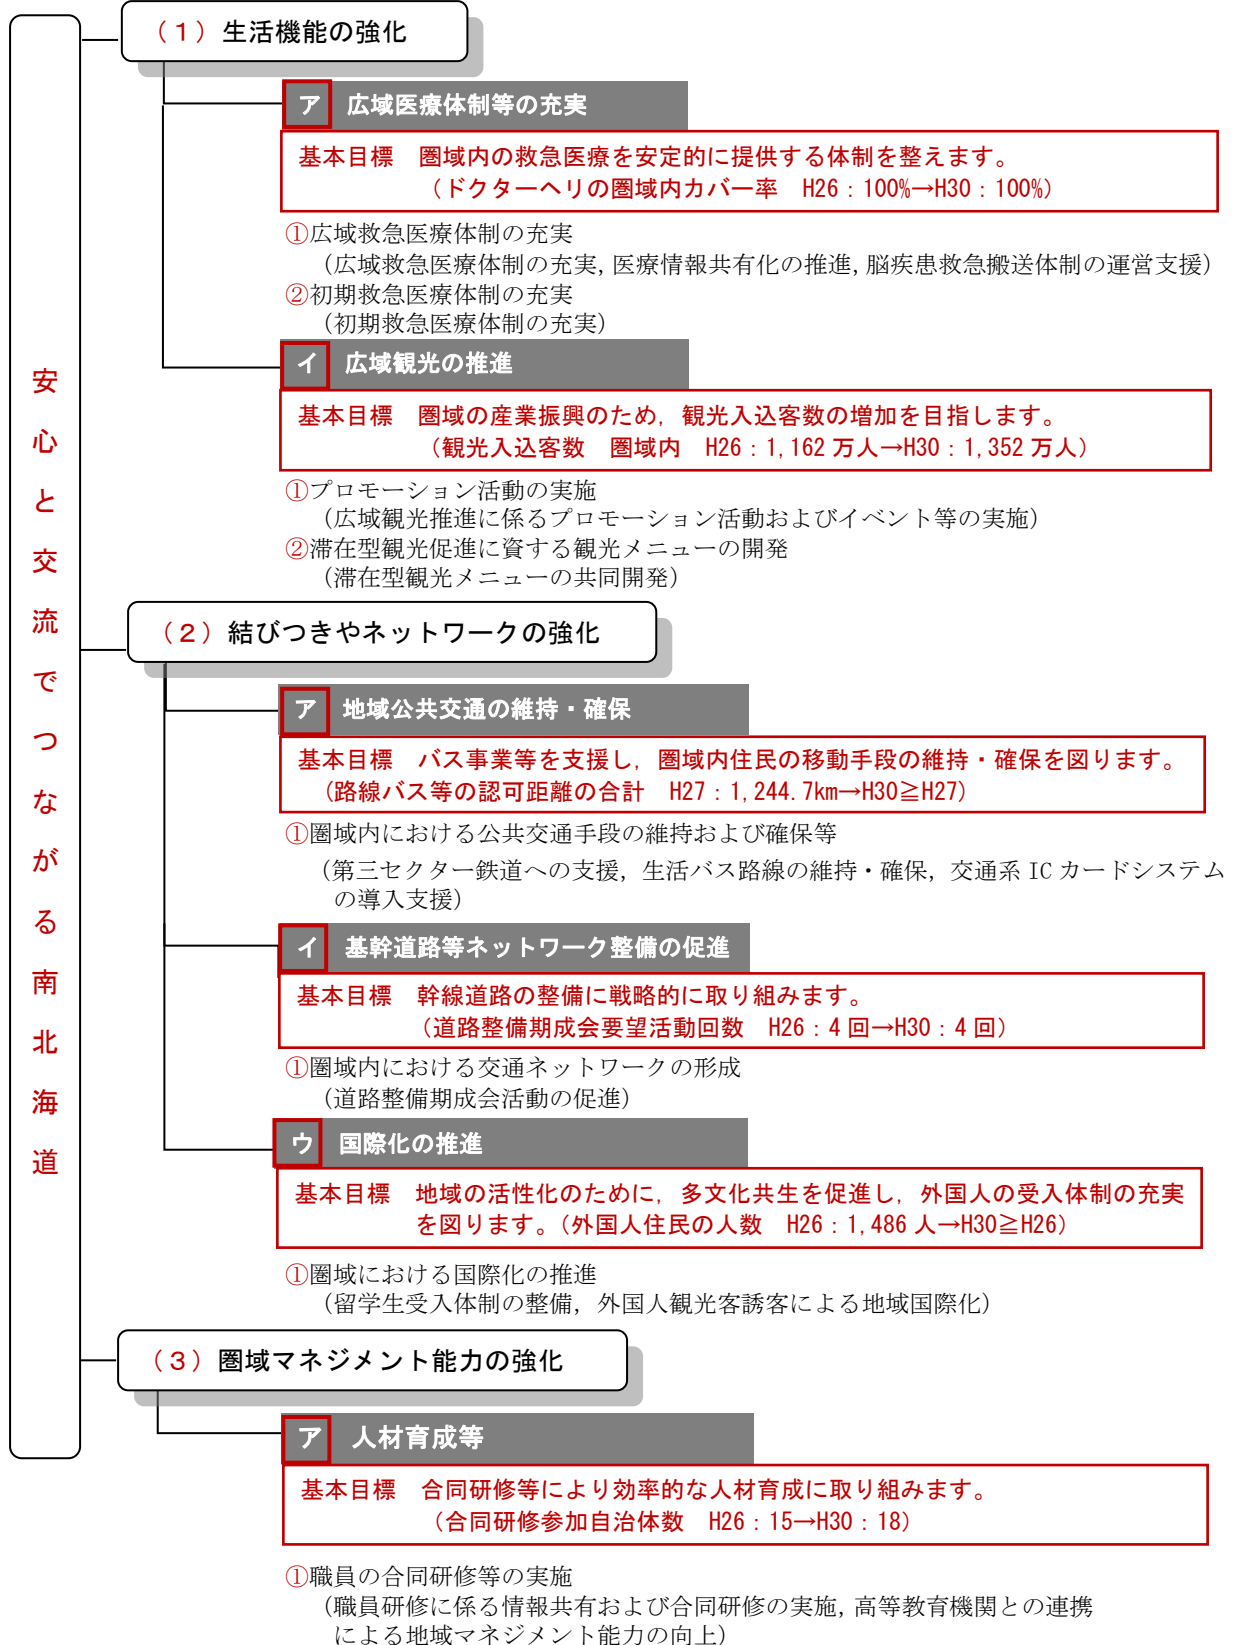 安心と交流でつながる南北海道
（１）生活機能の強化
ア 広域医療体制等の充実
基本目標　圏域内の救急医療を安定的に提供する体制を整えます。
（ドクターヘリの圏域内カバー率　H26：100%→H30：100%）
①広域救急医療体制の充実
（広域救急医療体制の充実，医療情報共有化の推進，脳疾患救急搬送体制の運営支援）
②初期救急医療体制の充実
（初期救急医療体制の充実）
イ 広域観光の推進
基本目標　圏域の産業振興のため，観光入込客数の増加を目指します。
（観光入込客数　圏域内　H26：1,162 万人→H30：1,352 万人）
①プロモーション活動の実施
（広域観光推進に係るプロモーション活動およびイベント等の実施）
②滞在型観光促進に資する観光メニューの開発
（滞在型観光メニューの共同開発）
（２）結びつきやネットワークの強化
ア 地域公共交通の維持・確保
基本目標　バス事業等を支援し，圏域内住民の移動手段の維持・確保を図ります。
（路線バス等の認可距離の合計　H27：1,244.7km→H30≧H27）
①圏域内における公共交通手段の維持および確保等
（第三セクター鉄道への支援，生活バス路線の維持・確保，交通系 IC カードシステム
の導入支援）
イ 基幹道路等ネットワーク整備の促進
基本目標　幹線道路の整備に戦略的に取り組みます。
（道路整備期成会要望活動回数　H26：4 回→H30：4 回）
①圏域内における交通ネットワークの形成
（道路整備期成会活動の促進）
ウ 国際化の推進
基本目標　地域の活性化のために，多文化共生を促進し，外国人の受入体制の充実
を図ります。（外国人住民の人数　H26：1,486 人→H30≧H26）
①圏域における国際化の推進
（留学生受入体制の整備，外国人観光客誘客による地域国際化）
（３）圏域マネジメント能力の強化
ア 人材育成等
基本目標　合同研修等により効率的な人材育成に取り組みます。
（合同研修参加自治体数　H26：15→H30：18）
①職員の合同研修等の実施
（職員研修に係る情報共有および合同研修の実施，高等教育機関との連携
による地域マネジメント能力の向上）